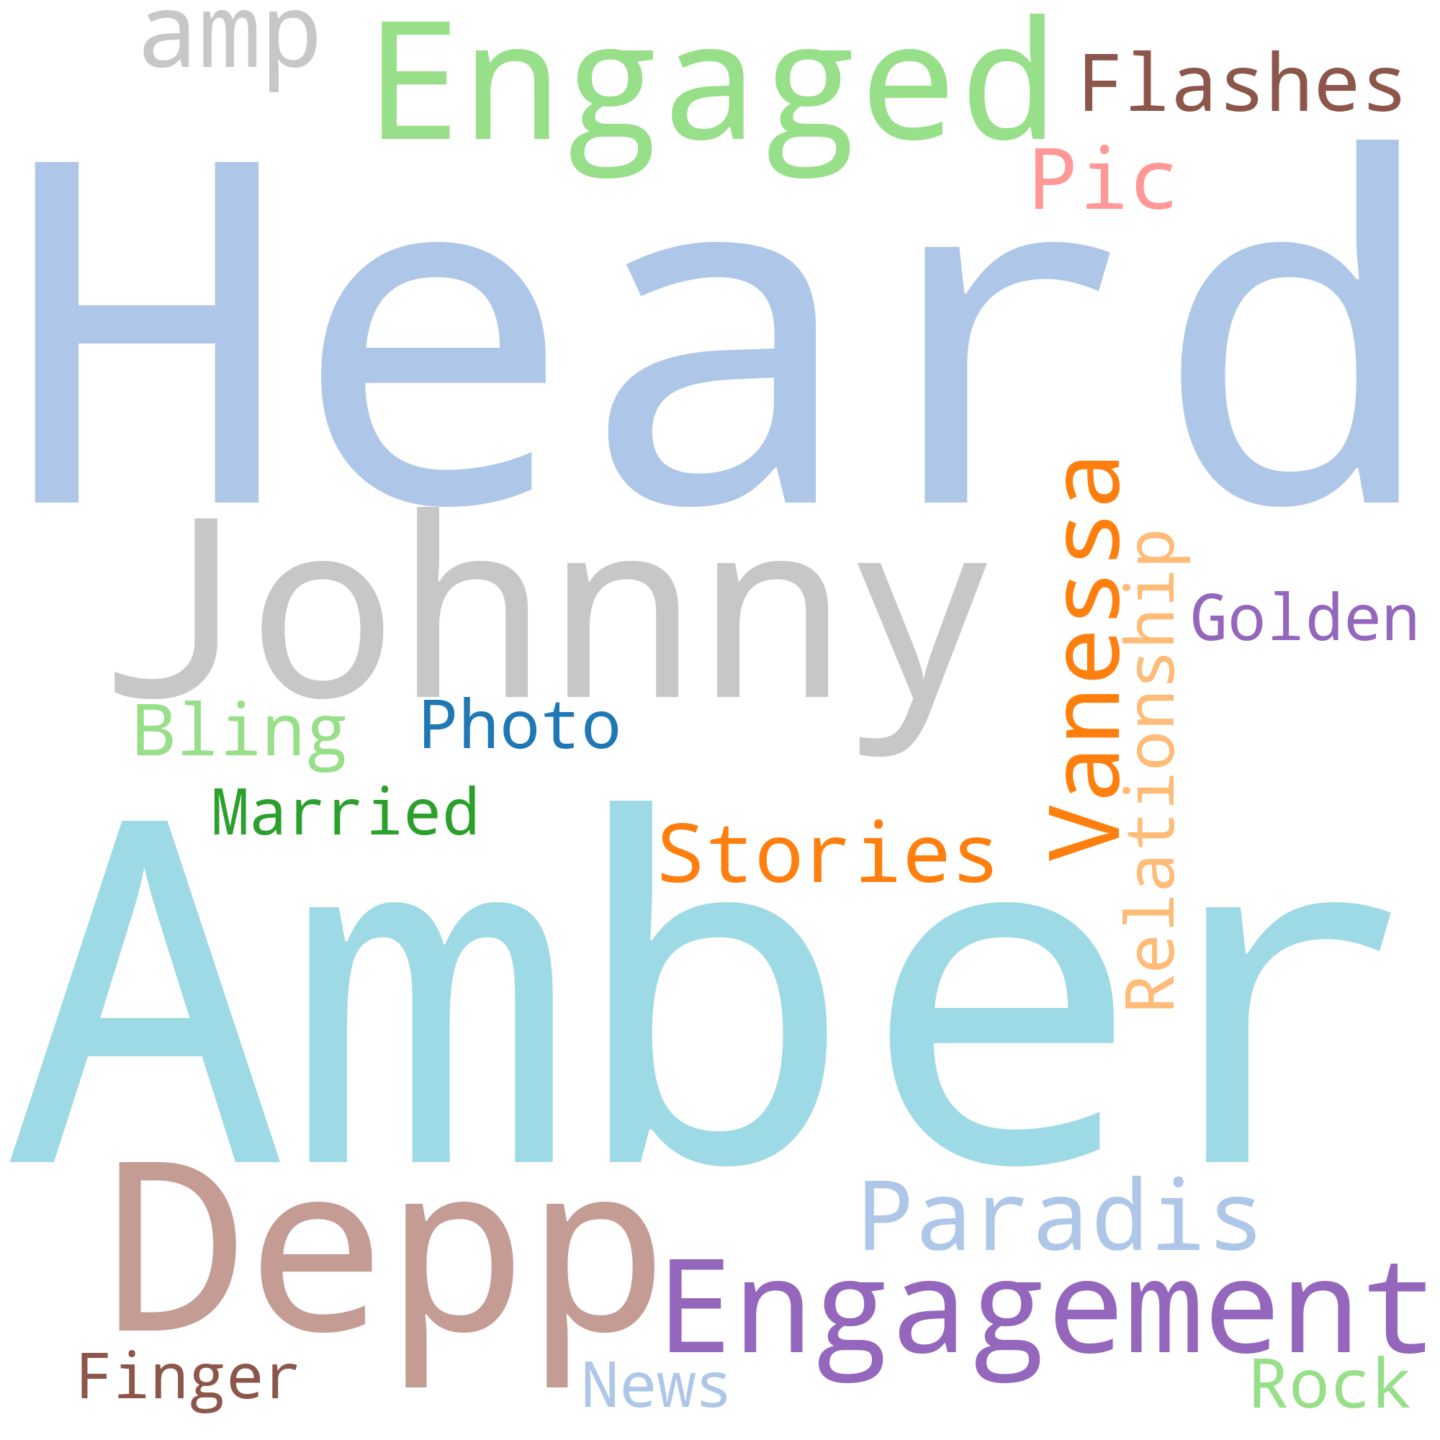 amp
Engaged
Flashes
Pic
Heard
Johnny
Vanessa
Relationship
Golden
Bling
Photo
Married
Stories
Amber
Depp
Paradis
Engagement
Finger
News
Rock